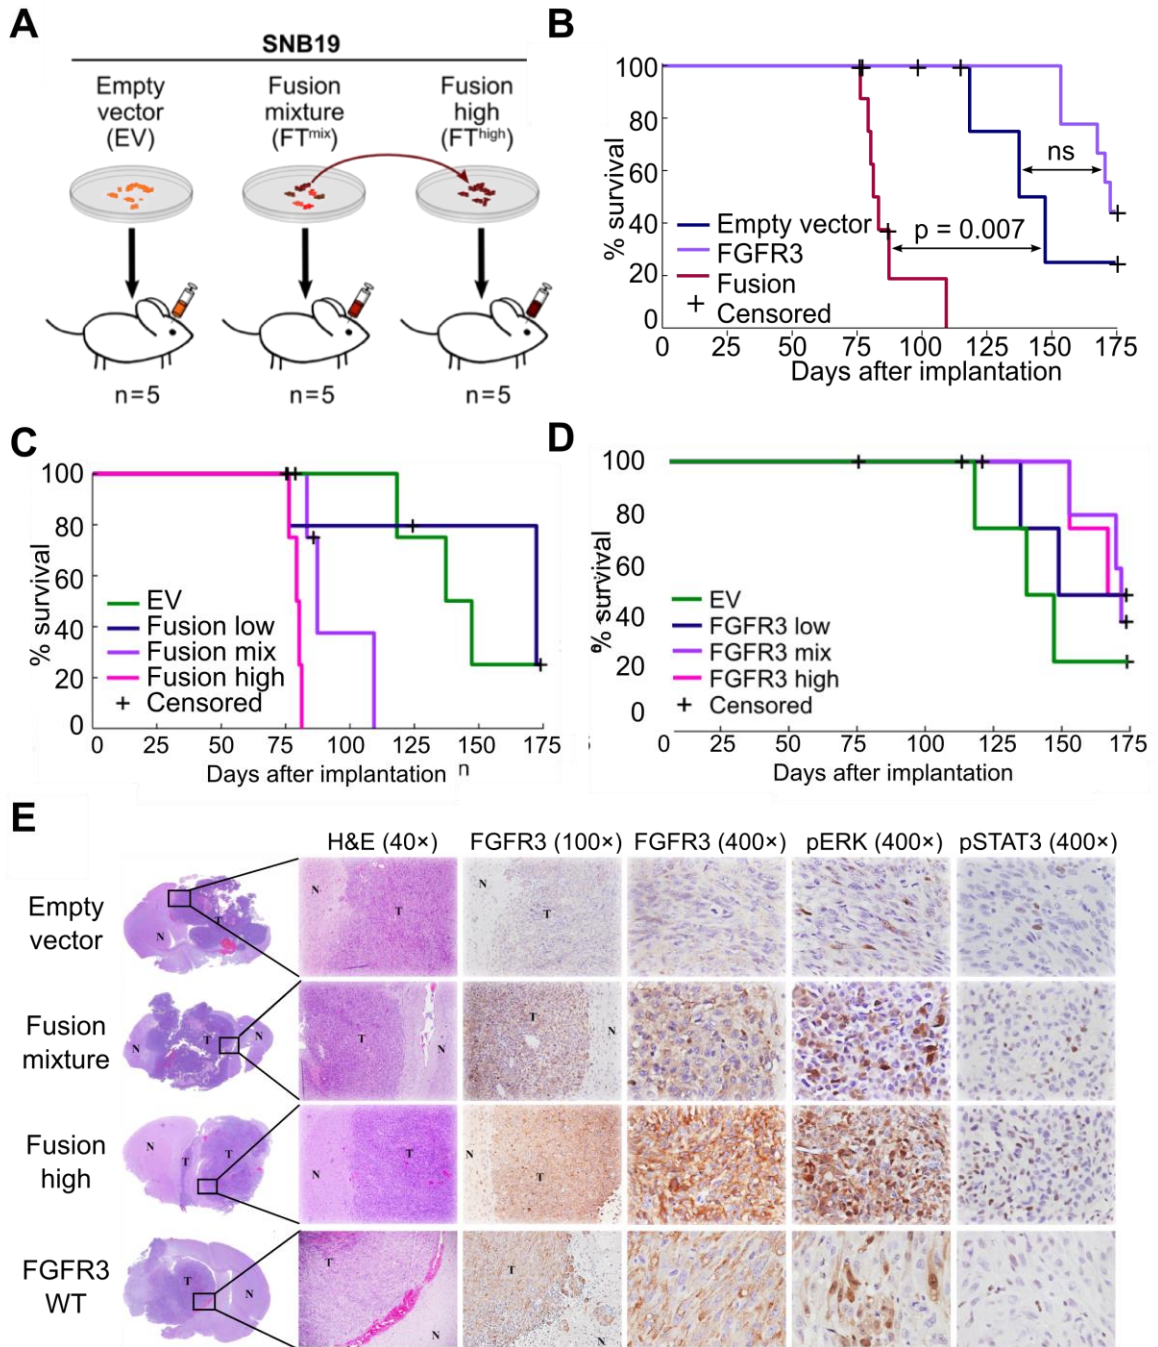 A
SNB19
Empty vector (EV)
Fusion mixture (FTmix)
Fusion high (FThigh)
n=5
n=5
n=5
B
% survival
100
80
60
40
20
0
ns
p = 0.007
Empty vector
FGFR3
Fusion
Censored
0 25 50 75 100 125 150 175
Days after implantation
C
% survival
100
80
60
40
20
0
EV
Fusion low
Fusion mix
Fusion high
Censored
0 25 50 75 100 125 150 175
Days after implantation n
D
% survival
100
80
60
40
20
0
EV
FGFR3 low
FGFR3 mix
FGFR3 high
Censored
0 25 50 75 100 125 150 175
Days after implantation
E
H&E (40×) FGFR3 (100×) FGFR3 (400×) pERK (400×) pSTAT3 (400×)
Empty
vector
N T N T N T
Fusion
mixture
N T N T N T N
Fusion
high
N T T N T N T
FGFR3
WT
T N T N T N